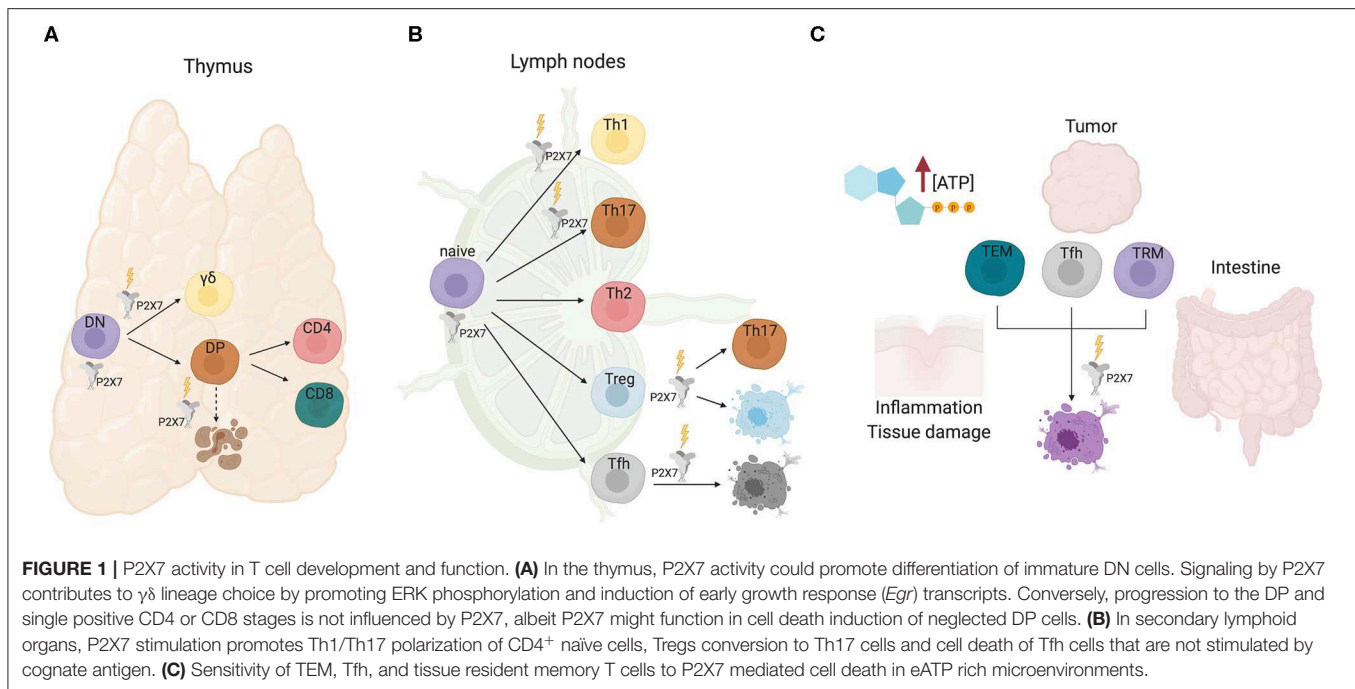 A
Thymus
γδ
P2X7
DN
P2X7
DP
P2X7
CD4
CD8
B
Lymph nodes
Th1
P2X7
Th17
P2X7
naive
P2X7
Th2
Treg
Th17
P2X7
Tfh
P2X7
C
Tumor
[ATP]
P P P
TEM
Tfh
TRM
Intestine
P2X7
Inflammation
Tissue damage
FIGURE 1 | P2X7 activity in T cell development and function. (A) In the thymus, P2X7 activity could promote differentiation of immature DN cells. Signaling by P2X7
contributes to γδ lineage choice by promoting ERK phosphorylation and induction of early growth response (Egr) transcripts. Conversely, progression to the DP and
single positive CD4 or CD8 stages is not influenced by P2X7, albeit P2X7 might function in cell death induction of neglected DP cells. (B) In secondary lymphoid
organs, P2X7 stimulation promotes Th1/Th17 polarization of CD4+ naïve cells, Tregs conversion to Th17 cells and cell death of Tfh cells that are not stimulated by
cognate antigen. (C) Sensitivity of TEM, Tfh, and tissue resident memory T cells to P2X7 mediated cell death in eATP rich microenvironments.